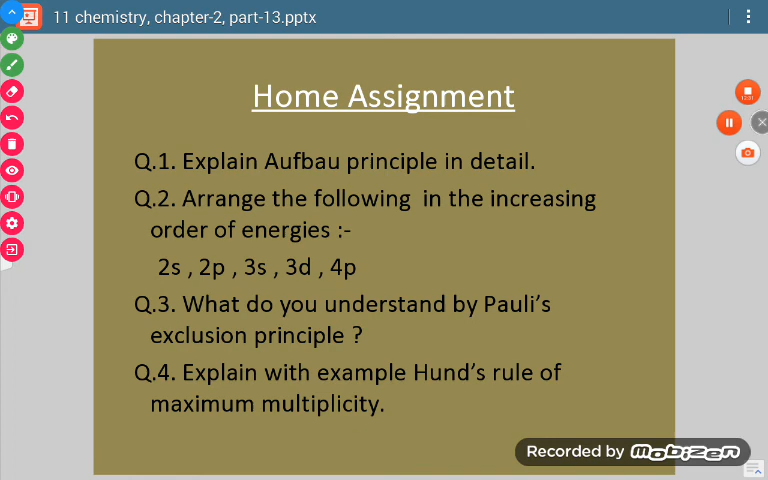 11 chemistry, chapter-2, part-13.pptx
Home Assignment
Q.1. Explain Aufbau principle in detail.
Q.2. Arrange the following in the increasing
order of energies :-
2s , 2p , 3s , 3d , 4p
Q.3. What do you understand by Pauli's
exclusion principle ?
Q.4. Explain with example Hund's rule of
maximum multiplicity.
Recorded by mobizen